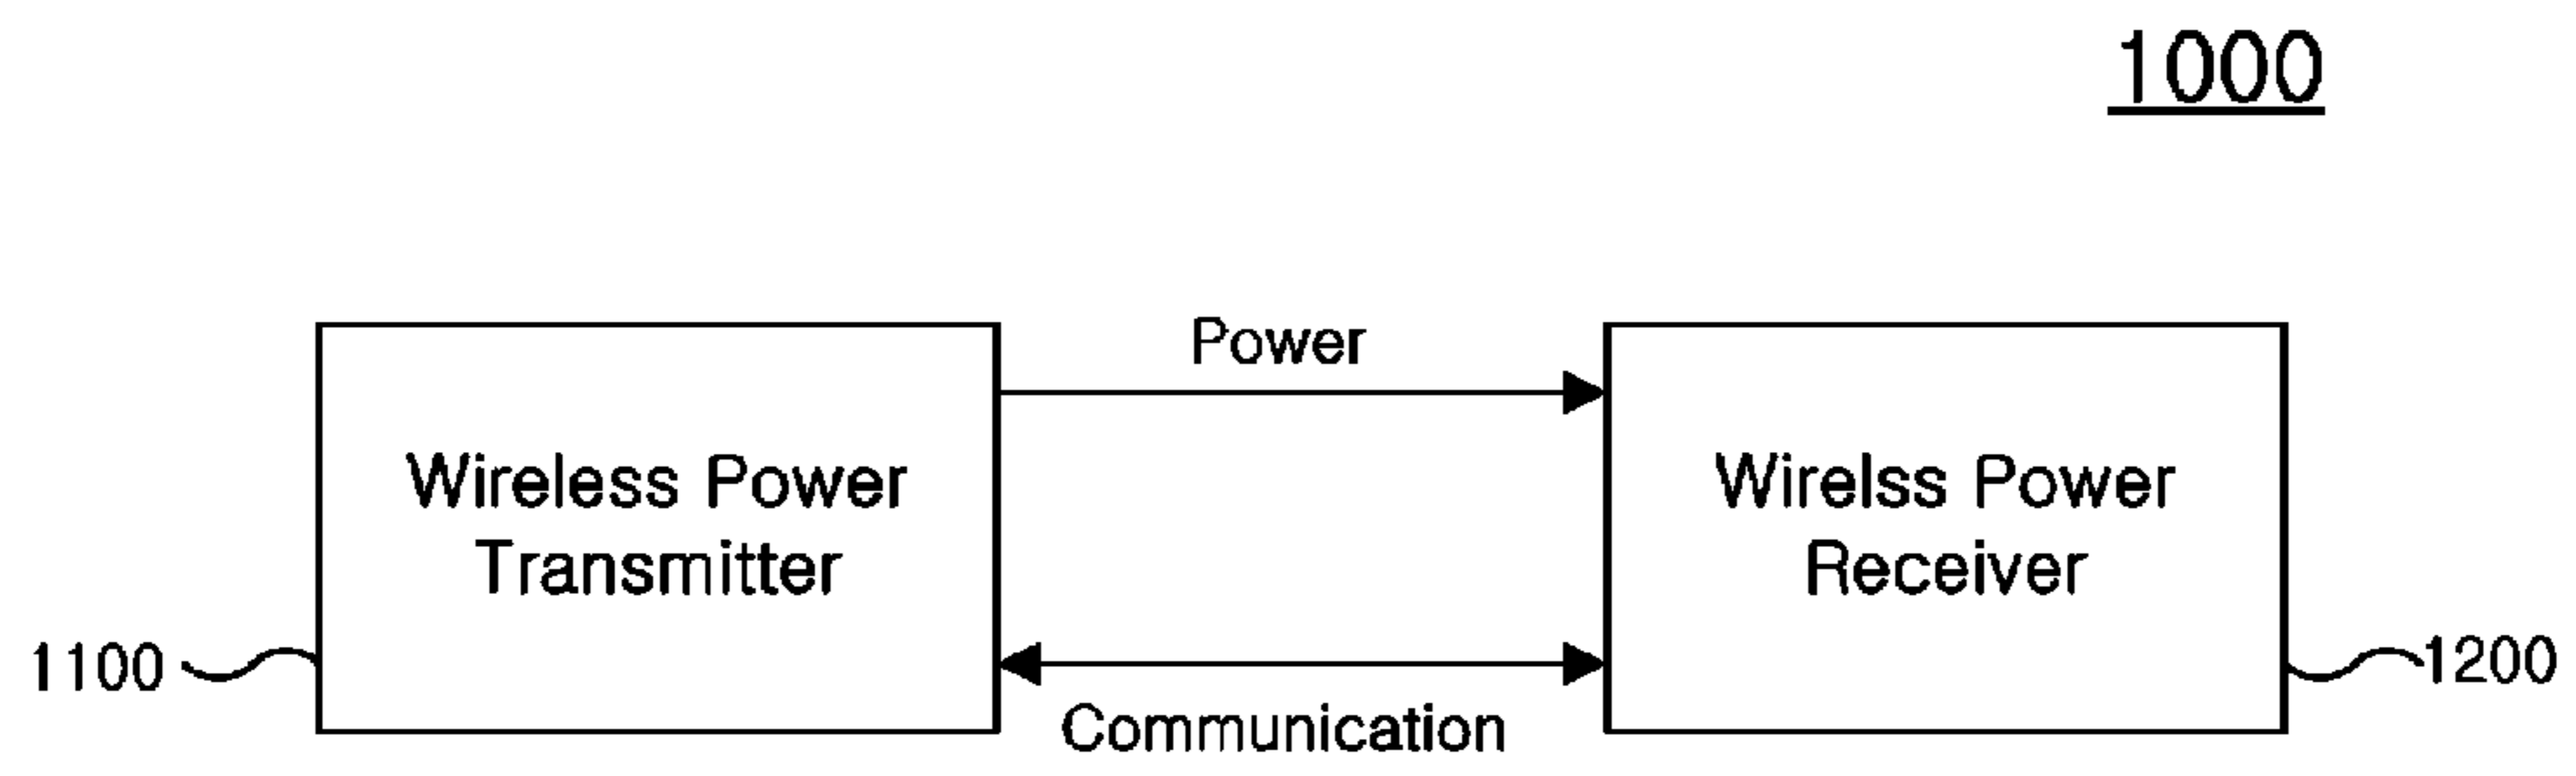 1000
Power
Wireless Power
Transmitter
Wirelss Power
Receiver
1100
1200
Communication